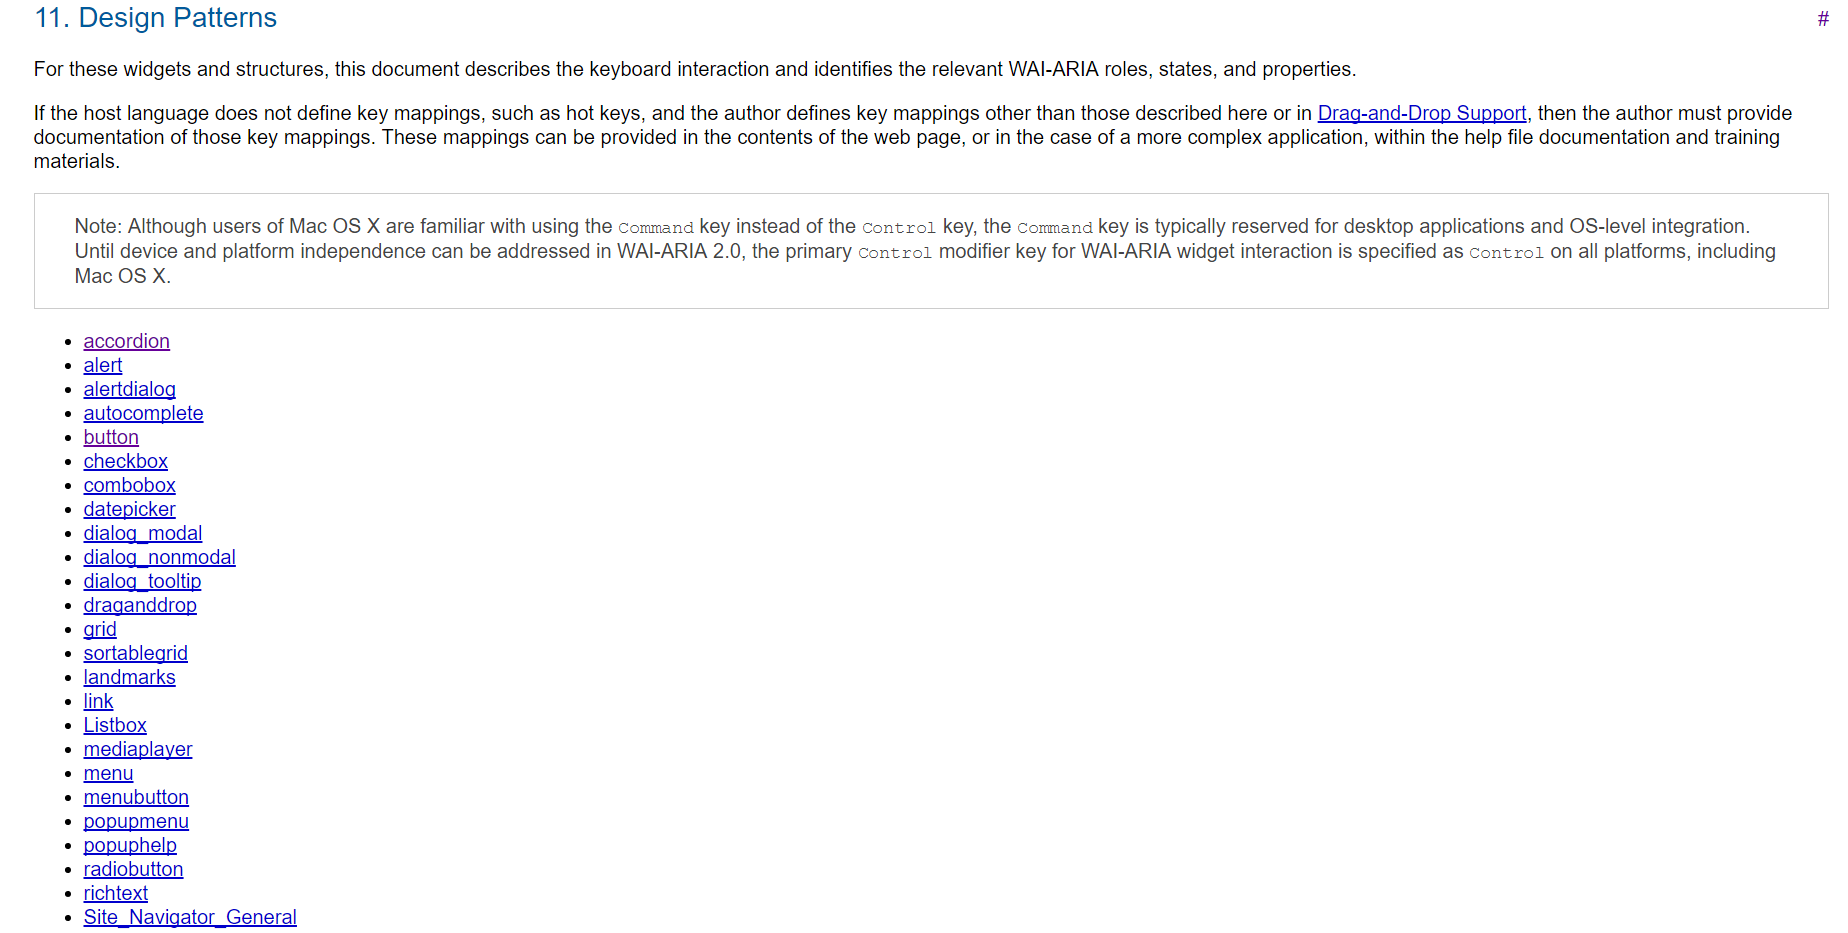 11. Design Patterns #
For these widgets and structures, this document describes the keyboard interaction and identifies the relevant WAI-ARIA roles, states, and properties.
If the host language does not define key mappings, such as hot keys, and the author defines key mappings other than those described here or in Drag-and-Drop Support, then the author must provide
documentation of those key mappings. These mappings can be provided in the contents of the web page, or in the case of a more complex application, within the help file documentation and training
materials.
Note: Although users of Mac OS X are familiar with using the Command key instead of the Control key, the Command key is typically reserved for desktop applications and OS-level integration.
Until device and platform independence can be addressed in WAI-ARIA 2.0, the primary Control modifier key for WAI-ARIA widget interaction is specified as Control on all platforms, including
Mac OS X.
• accordion
• alert
• alertdialog
• autocomplete
• button
• checkbox
• combobox
• datepicker
• dialog_modal
• dialog_nonmodal
• dialog_tooltip
• draganddrop
• grid
• sortablegrid
• landmarks
• link
• Listbox
• mediaplayer
• menu
• menubutton
• popupmenu
• popuphelp
• radiobutton
• richtext
• Site_Navigator_General